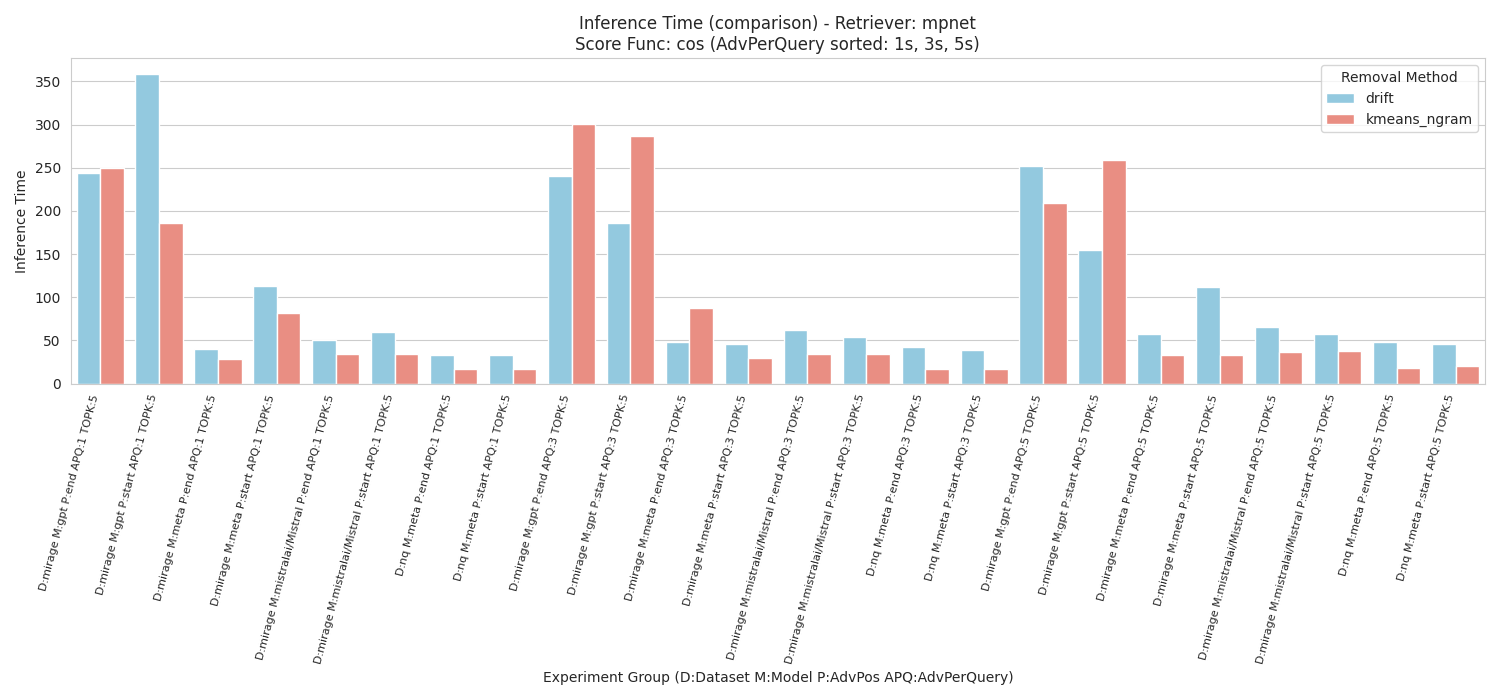 Inference Time (comparison) - Retriever: mpnet
Score Func: cos (AdvPerQuery sorted: 1s, 3s, 5s)
Removal Method
drift
kmeans_ngram
Inference Time
350
300
250
200
150
100
50
0
D:mirage M:gpt P:end APQ:1 TOPK:5
D:mirage M:gpt P:start APQ:1 TOPK:5
D:mirage M:meta P:end APQ:1 TOPK:5
D:mirage M:meta P:start APQ:1 TOPK:5
D:mirage M:mistralai/Mistral P:end APQ:1 TOPK:5
D:mirage M:mistralai/Mistral P:start APQ:1 TOPK:5
D:nq M:meta P:end APQ:1 TOPK:5
D:nq M:meta P:start APQ:1 TOPK:5
D:mirage M:gpt P:end APQ:3 TOPK:5
D:mirage M:gpt P:start APQ:3 TOPK:5
D:mirage M:meta P:end APQ:3 TOPK:5
D:mirage M:meta P:start APQ:3 TOPK:5
D:mirage M:mistralai/Mistral P:end APQ:3 TOPK:5
D:mirage M:mistralai/Mistral P:start APQ:3 TOPK:5
D:nq M:meta P:end APQ:3 TOPK:5
D:nq M:meta P:start APQ:3 TOPK:5
D:mirage M:gpt P:end APQ:5 TOPK:5
D:mirage M:gpt P:start APQ:5 TOPK:5
D:mirage M:meta P:end APQ:5 TOPK:5
D:mirage M:meta P:start APQ:5 TOPK:5
D:mirage M:mistralai/Mistral P:end APQ:5 TOPK:5
D:mirage M:mistralai/Mistral P:start APQ:5 TOPK:5
D:nq M:meta P:end APQ:5 TOPK:5
D:nq M:meta P:start APQ:5 TOPK:5
Experiment Group (D:Dataset M:Model P:AdvPos APQ:AdvPerQuery)